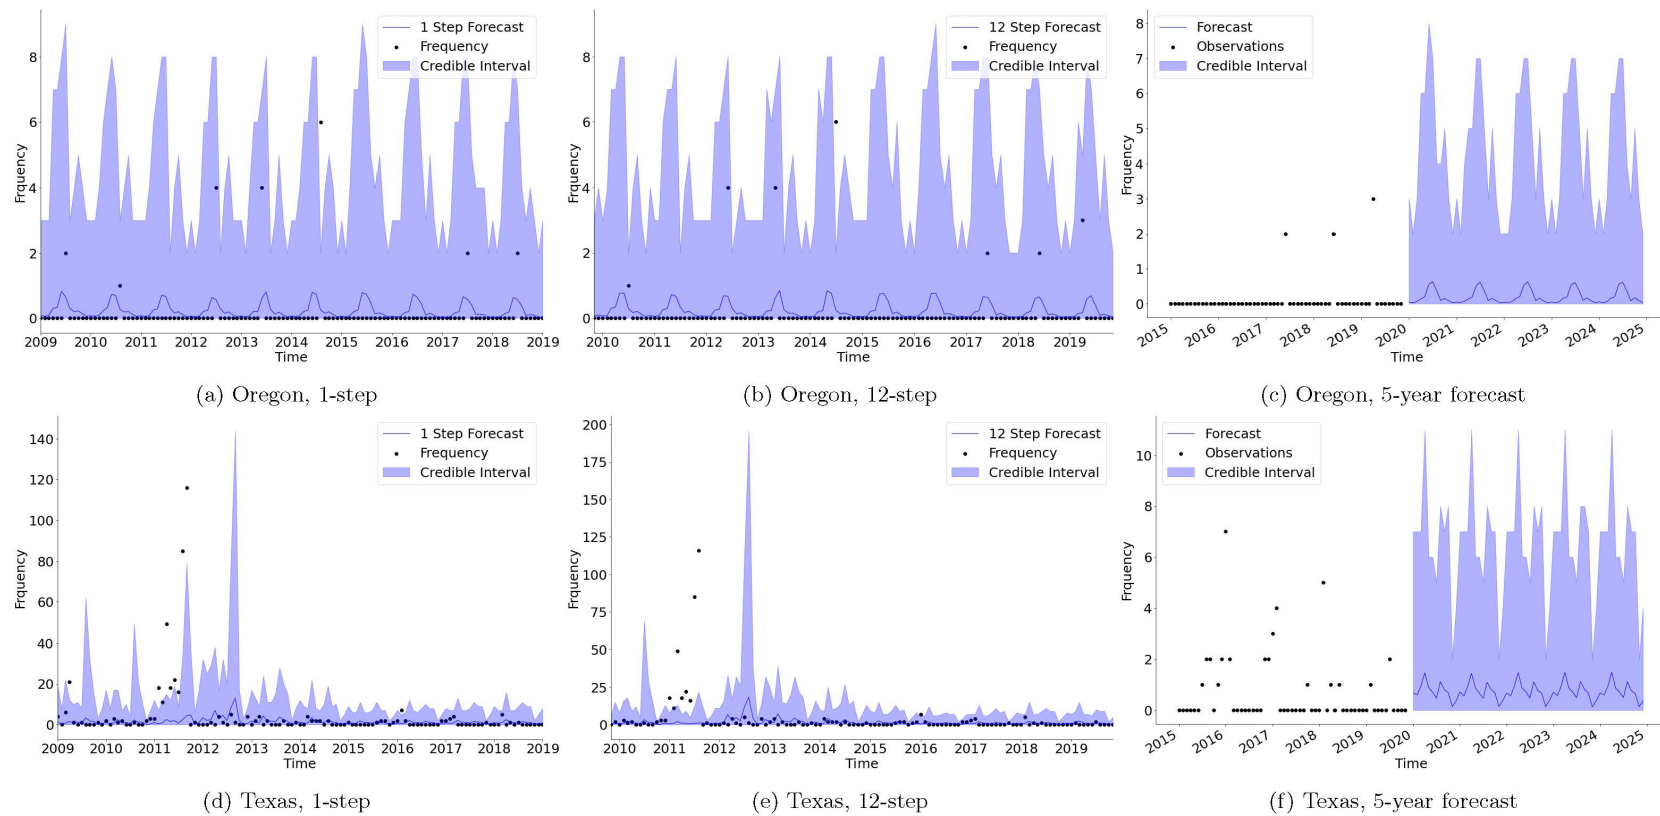 1 Step Forecast
Frequency
Credible Interval
8
6
4
2
0
Frquency
2009 2010 2011 2012 2013 2014 2015 2016 2017 2018 2019
Time
(a) Oregon, 1-step
12 Step Forecast
Frequency
Credible Interval
8
6
4
2
0
Frquency
2010 2011 2012 2013 2014 2015 2016 2017 2018 2019
Time
(b) Oregon, 12-step
Forecast
Observations
Credible Interval
8
7
6
5
4
3
2
1
0
Frquency
2015 2016 2017 2018 2019 2020 2021 2022 2023 2024 2025
Time
(c) Oregon, 5-year forecast
1 Step Forecast
Frequency
Credible Interval
140
120
100
80
60
40
20
0
Frquency
2009 2010 2011 2012 2013 2014 2015 2016 2017 2018 2019
Time
(d) Texas, 1-step
12 Step Forecast
Frequency
Credible Interval
200
175
150
125
100
75
50
25
0
Frquency
2010 2011 2012 2013 2014 2015 2016 2017 2018 2019
Time
(e) Texas, 12-step
Forecast
Observations
Credible Interval
10
8
6
4
2
0
Frquency
2015 2016 2017 2018 2019 2020 2021 2022 2023 2024 2025
Time
(f) Texas, 5-year forecast